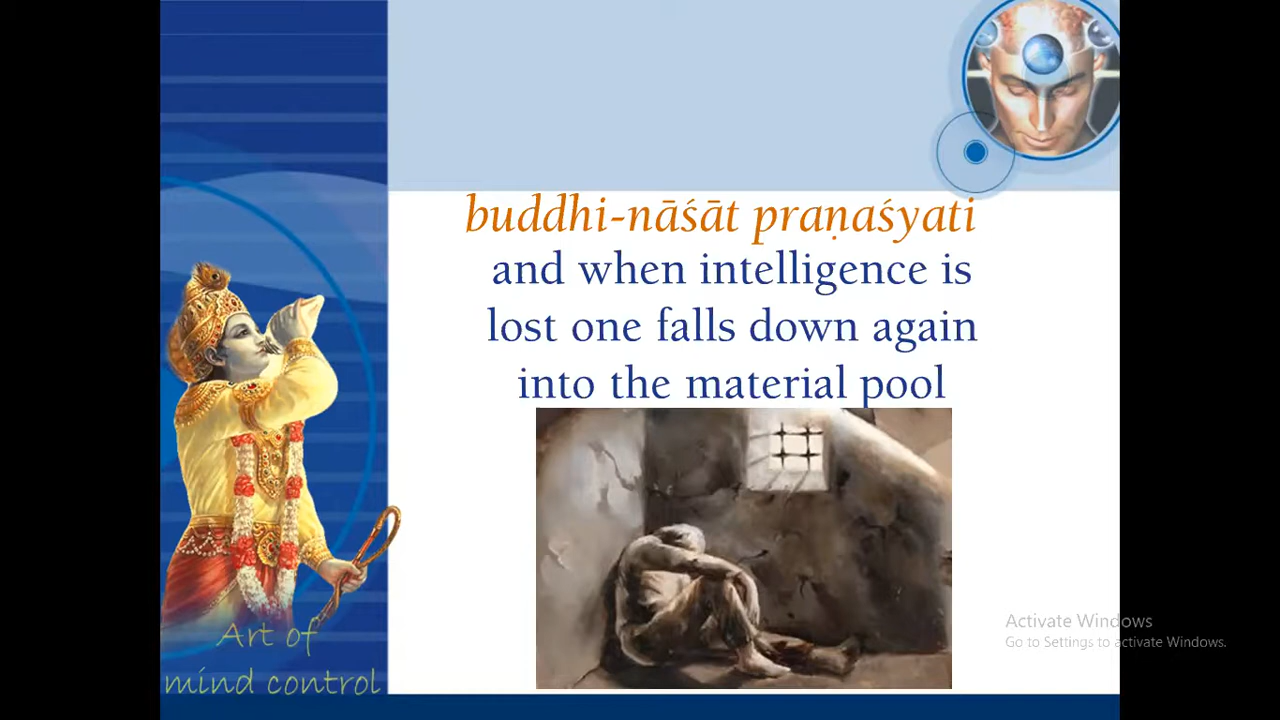 buddhi-nāśāt praṇaśyati
and when intelligence is
lost one falls down again
into the material pool
Art of
mind control
Activate Windows
Go to Settings to activate Windows.